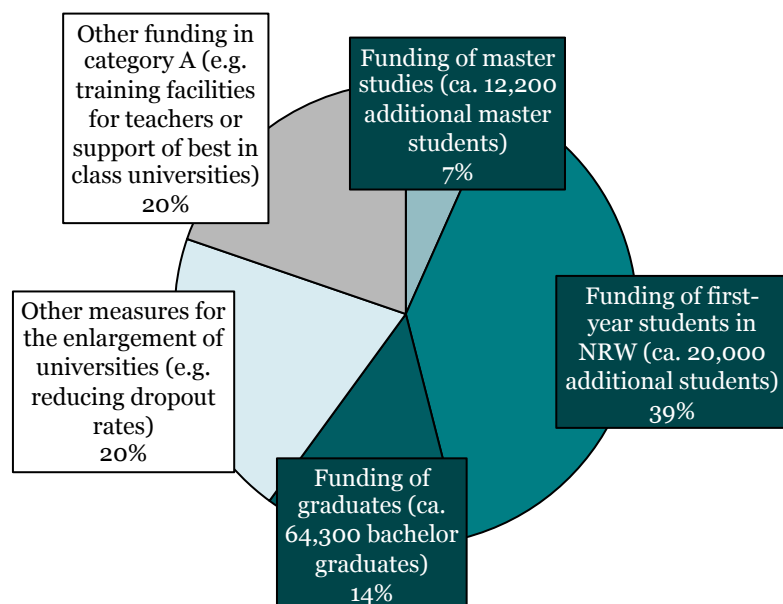 Other funding in
category A (e.g.
training facilities
for teachers or
support of best in
class universities)
20%
Funding of master
studies (ca. 12,200
additional master
students)
7%
Funding of first-
year students in
NRW (ca. 20,000
additional students)
39%
Other measures for
the enlargement of
universities (e.g.
reducing dropout
rates)
20%
Funding of
graduates (ca.
64,300 bachelor
graduates)
14%